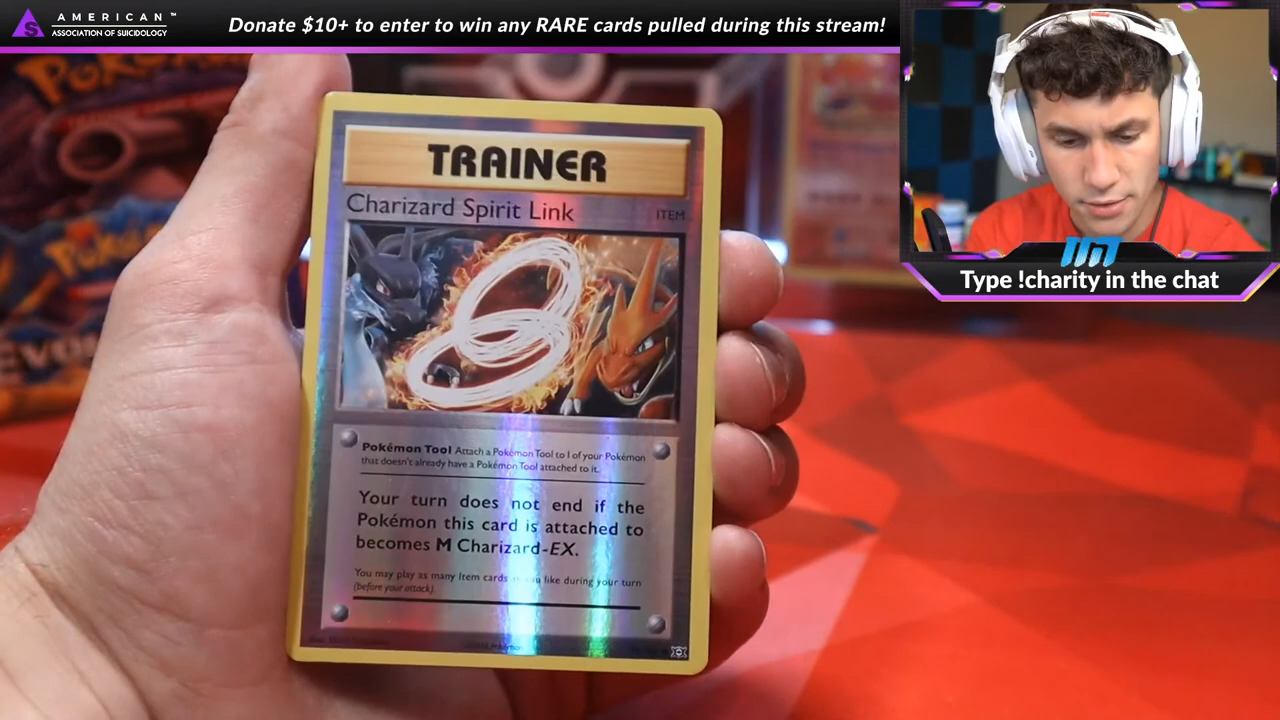 AMERICAN™
ASSOCIATION OF SUICIDOLOGY
Donate $10+ to enter to win any RARE cards pulled during this stream!
Type !charity in the chat
TRAINER
Charizard Spirit Link
ITEM
Pokémon Tool Attach a Pokémon Tool to 1 of your Pokémon
that doesn't already have a Pokémon Tool attached to it.
Your turn does not end if the
Pokémon this card is attached to
becomes M Charizard-EX.
You may play as many Item cards as you like during your turn
(before your attack).